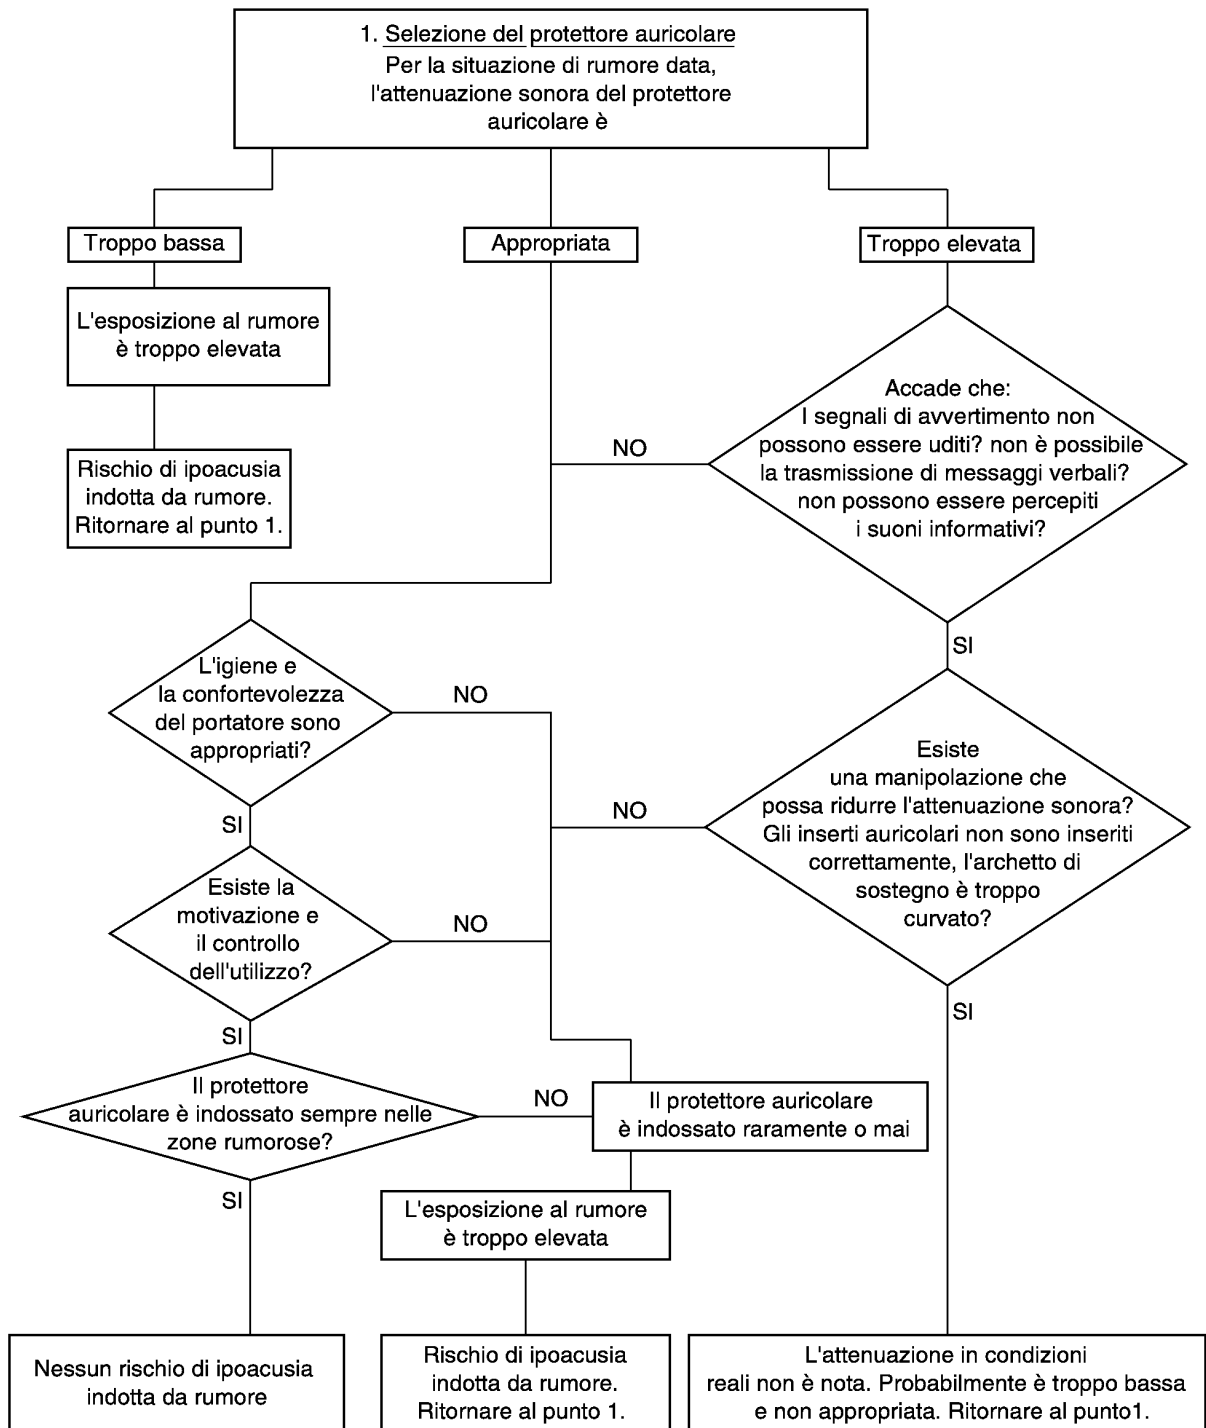 1. Selezione del protettore auricolare
Per la situazione di rumore data,
l'attenuazione sonora del protettore
auricolare è
Troppo bassa
Appropriata
Troppo elevata
L'esposizione al rumore
è troppo elevata
Rischio di ipoacusia
indotta da rumore.
Ritornare al punto 1.
Accade che:
I segnali di avvertimento non
possono essere uditi? non è possibile
la trasmissione di messaggi verbali?
non possono essere percepiti
i suoni informativi?
NO
SI
L'igiene e
la confortevolezza
del portatore sono
appropriati?
NO
SI
Esiste
una manipolazione che
possa ridurre l'attenuazione sonora?
Gli inserti auricolari non sono inseriti
correttamente, l'archetto di
sostegno è troppo
curvato?
NO
SI
Esiste la
motivazione e
il controllo
dell'utilizzo?
NO
SI
Il protettore
auricolare è indossato sempre nelle
zone rumorose?
NO
SI
Il protettore auricolare
è indossato raramente o mai
L'esposizione al rumore
è troppo elevata
Nessun rischio di ipoacusia
indotta da rumore
Rischio di ipoacusia
indotta da rumore.
Ritornare al punto 1.
L'attenuazione in condizioni
reali non è nota. Probabilmente è troppo bassa
e non appropriata. Ritornare al punto1.